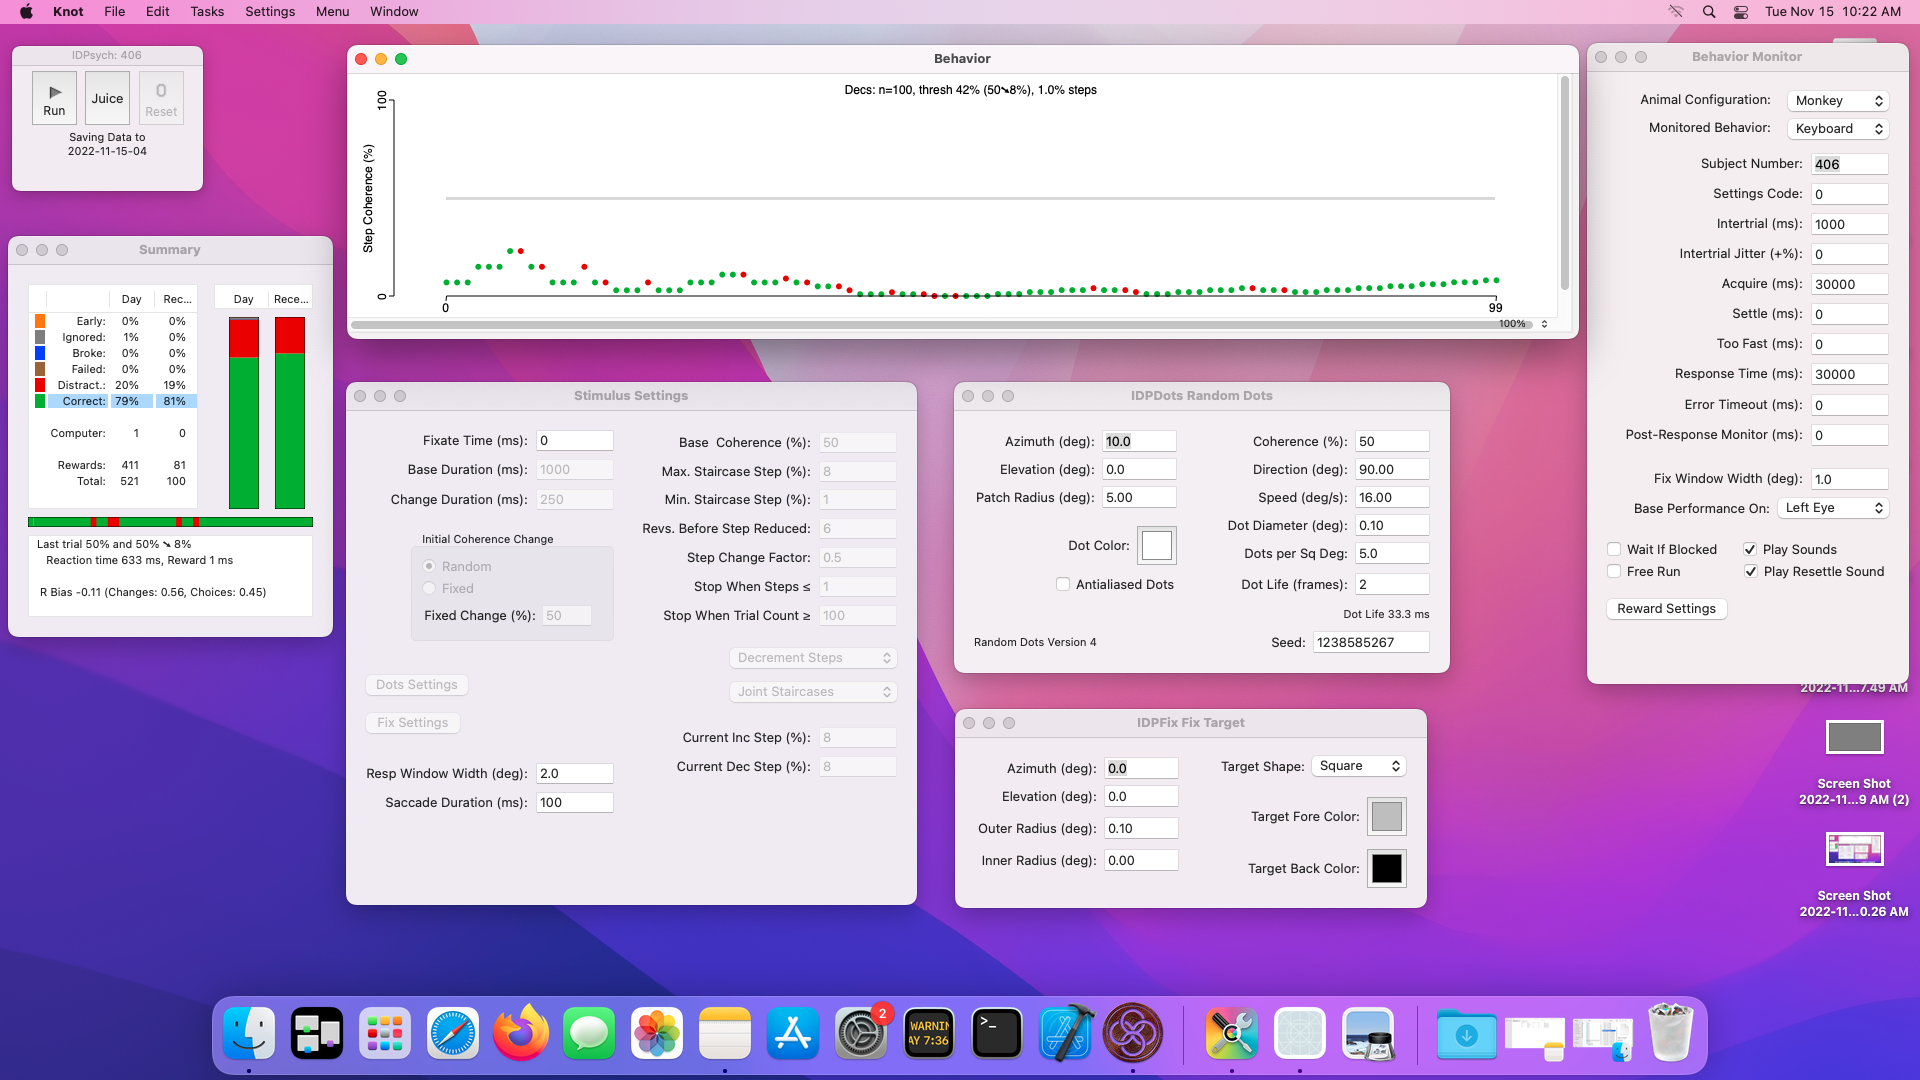 Knot File Edit Tasks Settings Menu Window
Tue Nov 15 10:22 AM
IDPsych: 406
Run
Juice
0
Reset
Saving Data to
2022-11-15-04
Behavior
Decs: n=100, thresh 42% (50➘8%), 1.0% steps
Step Coherence (%)
100
0
0
99
100%
Summary
Day Rec...
Early: 0% 0%
Ignored: 1% 0%
Broke: 0% 0%
Failed: 0% 0%
Distract.: 20% 19%
Correct: 79% 81%
Computer: 1 0
Rewards: 411 81
Total: 521 100
Day Rece...
Last trial 50% and 50% ➘ 8%
Reaction time 633 ms, Reward 1 ms
R Bias -0.11 (Changes: 0.56, Choices: 0.45)
Stimulus Settings
Fixate Time (ms): 0
Base Duration (ms): 1000
Change Duration (ms): 250
Initial Coherence Change
Random
Fixed
Fixed Change (%): 50
Dots Settings
Fix Settings
Resp Window Width (deg): 2.0
Saccade Duration (ms): 100
Base Coherence (%): 50
Max. Staircase Step (%): 8
Min. Staircase Step (%): 1
Revs. Before Step Reduced: 6
Step Change Factor: 0.5
Stop When Steps ≤ 1
Stop When Trial Count ≥ 100
Decrement Steps
Joint Staircases
Current Inc Step (%): 8
Current Dec Step (%): 8
IDPDots Random Dots
Azimuth (deg): 10.0
Elevation (deg): 0.0
Patch Radius (deg): 5.00
Dot Color:
Antialiased Dots
Random Dots Version 4
Coherence (%): 50
Direction (deg): 90.00
Speed (deg/s): 16.00
Dot Diameter (deg): 0.10
Dots per Sq Deg: 5.0
Dot Life (frames): 2
Dot Life 33.3 ms
Seed: 1238585267
IDPFix Fix Target
Azimuth (deg): 0.0
Elevation (deg): 0.0
Outer Radius (deg): 0.10
Inner Radius (deg): 0.00
Target Shape: Square
Target Fore Color:
Target Back Color:
Behavior Monitor
Animal Configuration: Monkey
Monitored Behavior: Keyboard
Subject Number: 406
Settings Code: 0
Intertrial (ms): 1000
Intertrial Jitter (+%): 0
Acquire (ms): 30000
Settle (ms): 0
Too Fast (ms): 0
Response Time (ms): 30000
Error Timeout (ms): 0
Post-Response Monitor (ms): 0
Fix Window Width (deg): 1.0
Base Performance On: Left Eye
Wait If Blocked
Play Sounds
Free Run
Play Resettle Sound
Reward Settings
2022-11...7.49 AM
Screen Shot
2022-11...9 AM (2)
Screen Shot
2022-11...0.26 AM
2
WARNIN
AY 7:36
>_